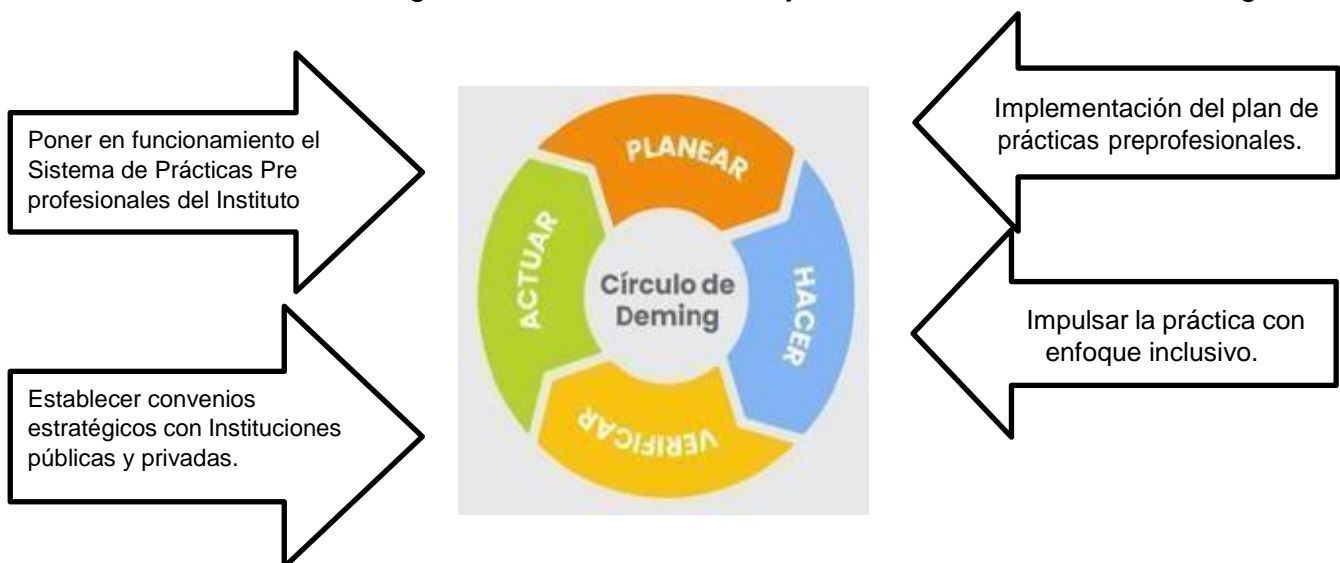 Poner en funcionamiento el
Sistema de Prácticas Pre
profesionales del Instituto
Establecer convenios
estratégicos con Instituciones
públicas y privadas.
PLANEAR
HACER
VERIFICAR
ACTUAR
Círculo de
Deming
Implementación del plan de
prácticas preprofesionales.
Impulsar la práctica con
enfoque inclusivo.